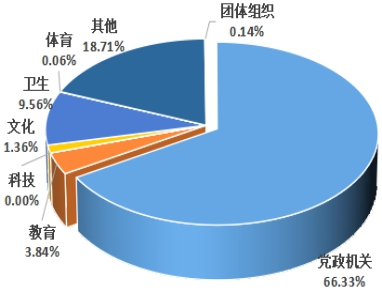 团体组织
0.14%
其他
18.71%
体育
0.06%
卫生
9.56%
文化
1.36%
科技
0.00%
教育
3.84%
党政机关
66.33%